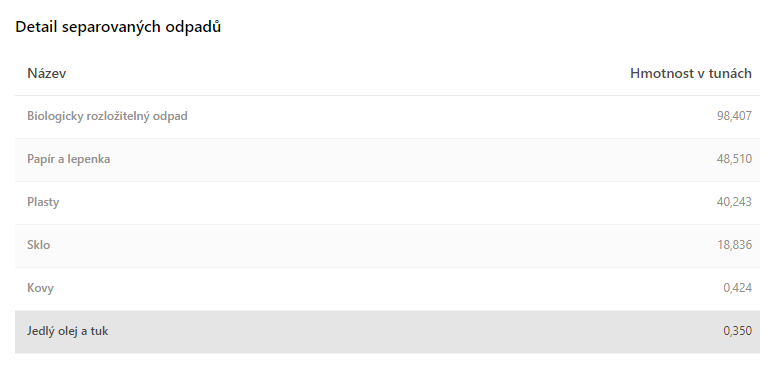 Detail separovaných odpadů
Název Hmotnost v tunách
Biologicky rozložitelný odpad 98,407
Papír a lepenka 48,510
Plasty 40,243
Sklo 18,836
Kovy 0,424
Jedlý olej a tuk 0,350